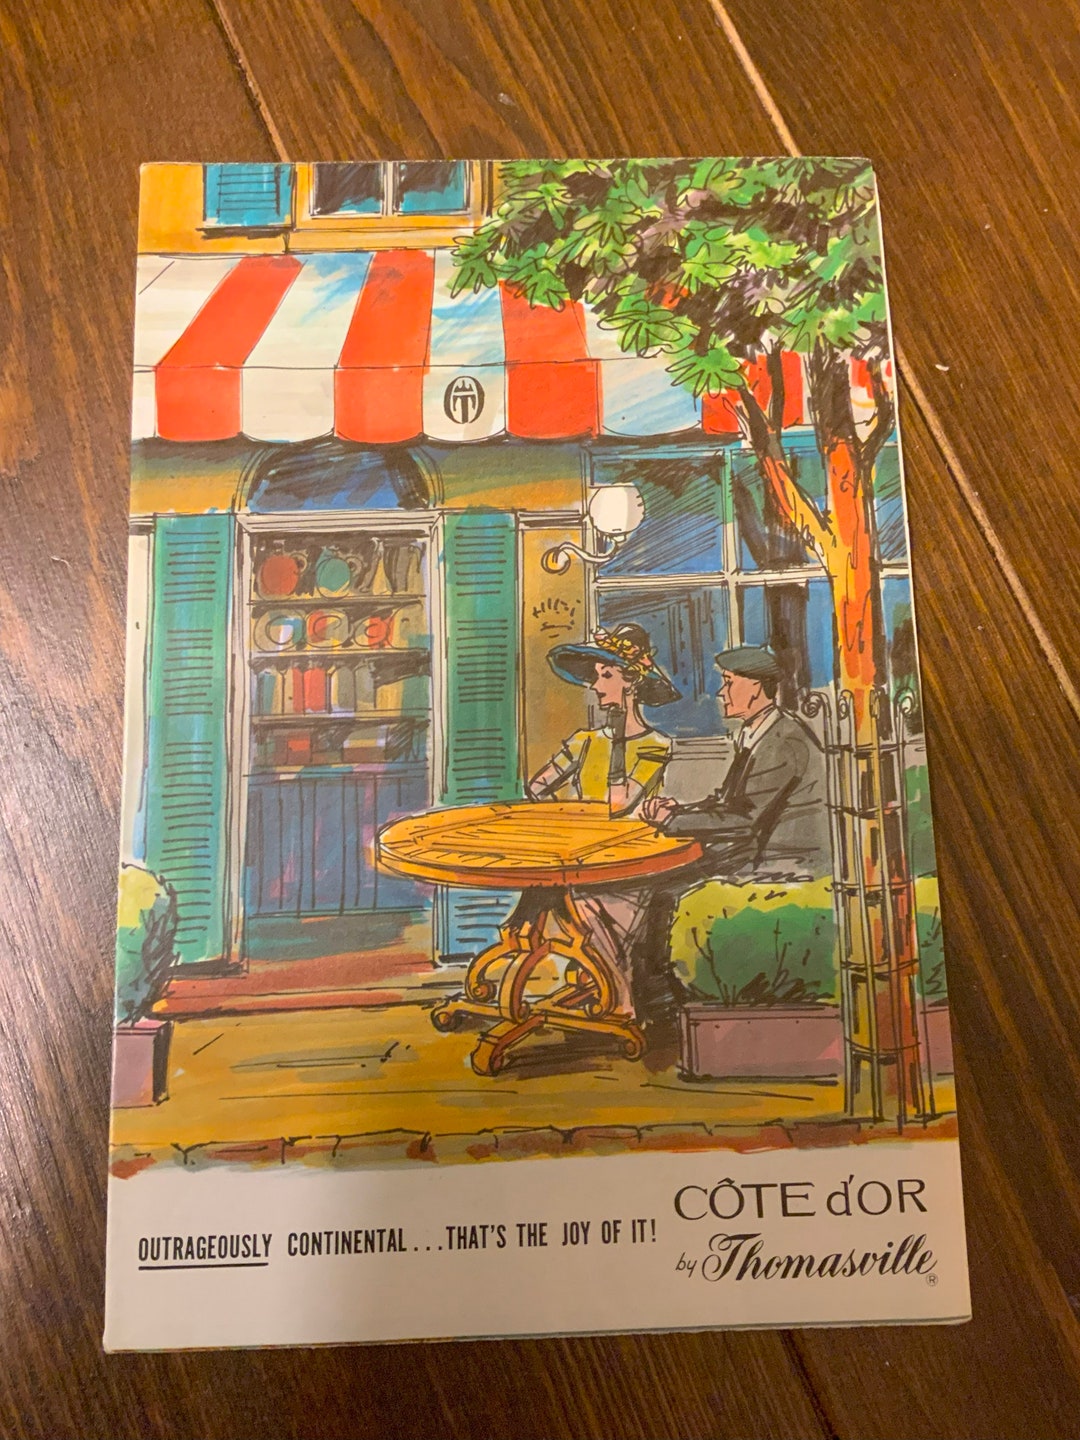 OUTRAGEOUSLY CONTINENTAL...THAT'S THE JOY OF IT!
CÔTE d'OR
by Thomasville®